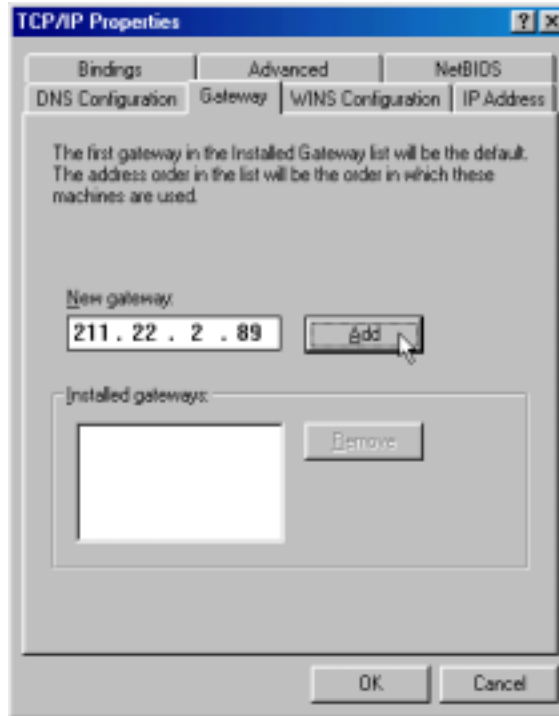 TCP/IP Properties
Bindings Advanced NetBIOS
DNS Configuration Gateway WINS Configuration IP Address
The first gateway in the Installed Gateway list will be the default.
The address order in the list will be the order in which these
machines are used.
New gateway:
211 . 22 . 2 . 89 Add
Installed gateways:
Remove
OK Cancel